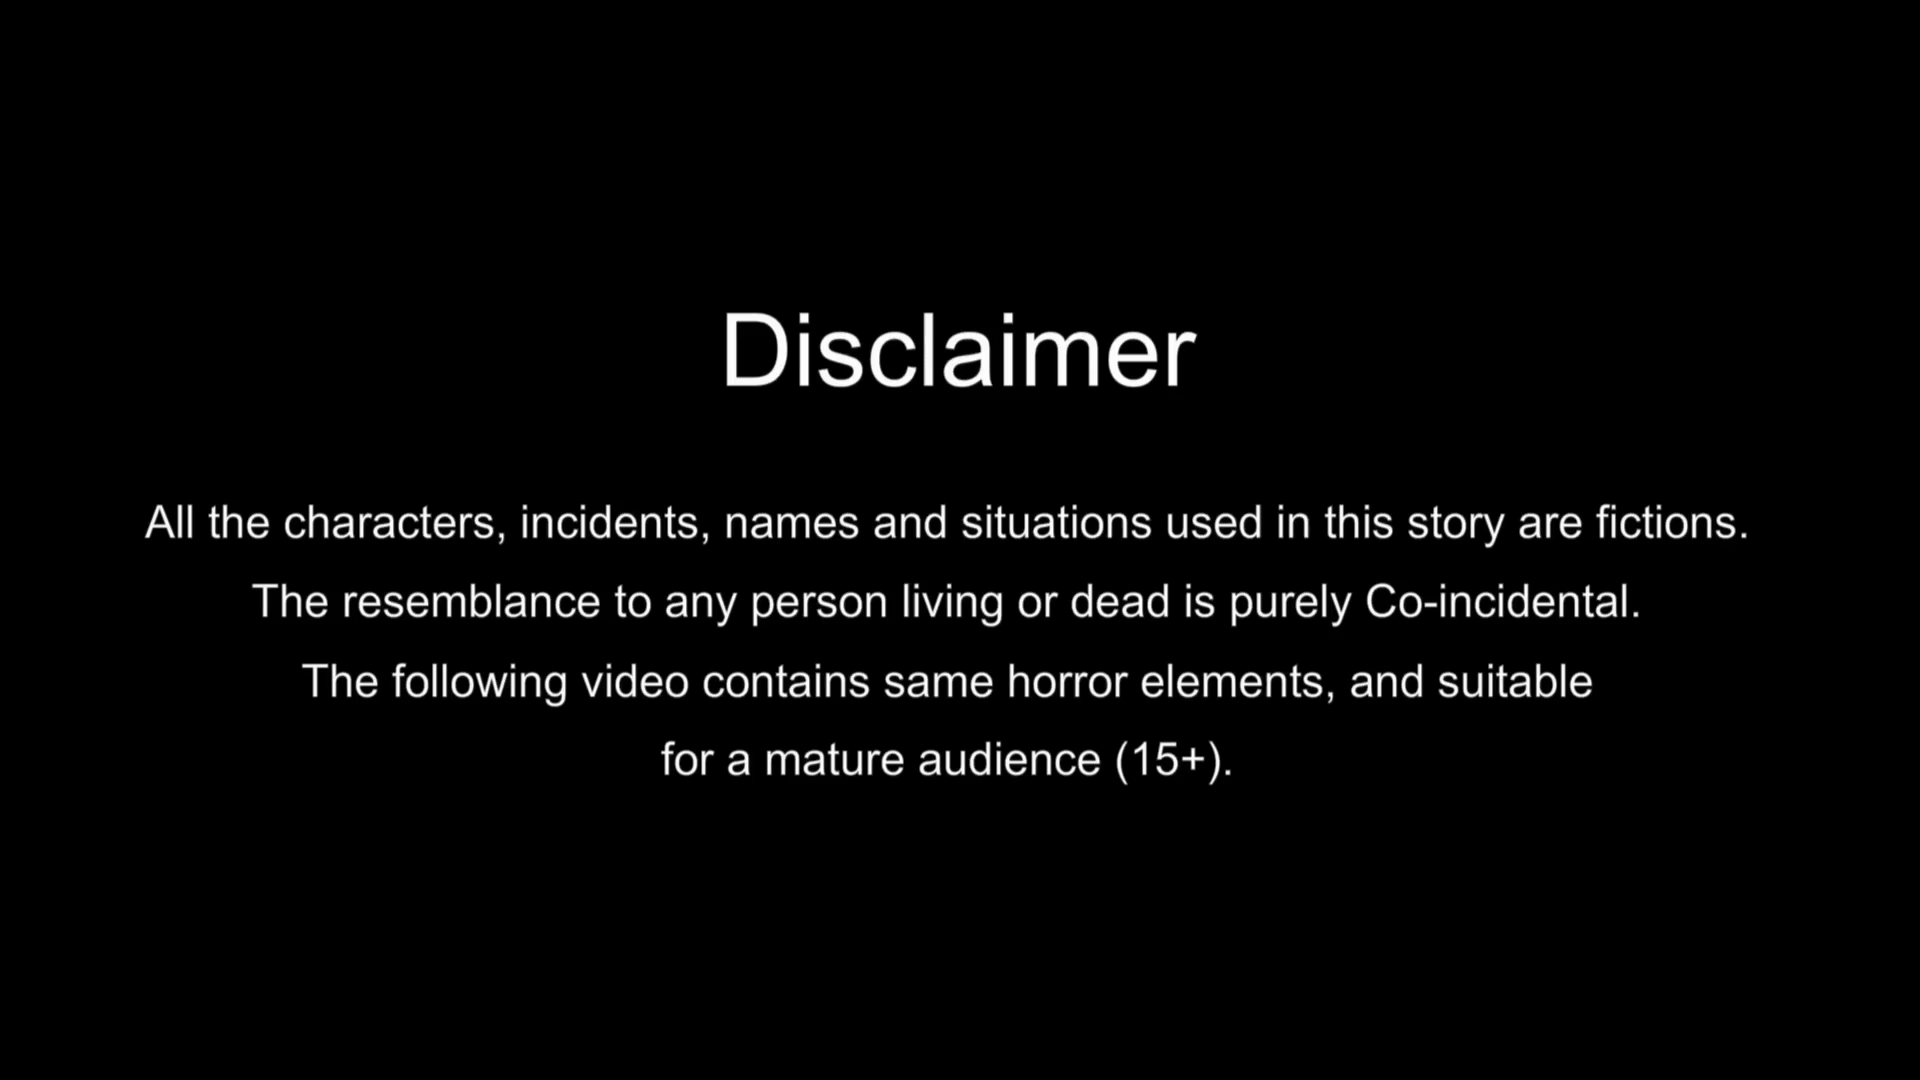 Disclaimer
All the characters, incidents, names and situations used in this story are fictions.
The resemblance to any person living or dead is purely Co-incidental.
The following video contains same horror elements, and suitable
for a mature audience (15+).